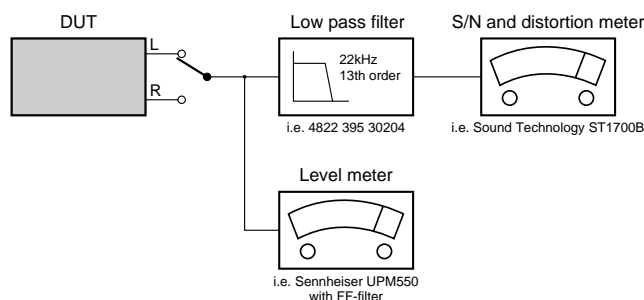 DUT
L
R
Low pass filter
22kHz
13th order
i.e. 4822 395 30204
S/N and distortion meter
i.e. Sound Technology ST1700B
Level meter
i.e. Sennheiser UPM550
with FF-filter